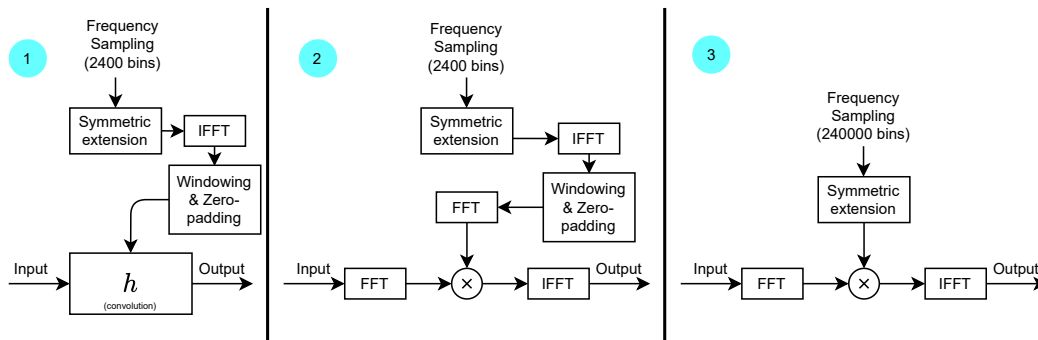 1
Frequency
Sampling
(2400 bins)
Symmetric
extension
IFFT
Windowing
& Zero-
padding
Input
h
(convolution)
Output
2
Frequency
Sampling
(2400 bins)
Symmetric
extension
IFFT
Windowing
& Zero-
padding
FFT
Input
FFT
×
IFFT
Output
3
Frequency
Sampling
(240000 bins)
Symmetric
extension
Input
FFT
×
IFFT
Output